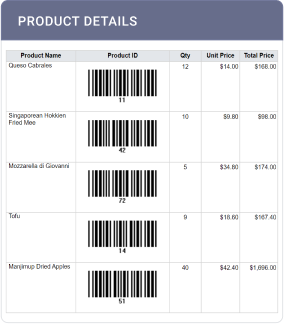 PRODUCT DETAILS
Product Name Product ID Qty Unit Price Total Price
Queso Cabrales 12 $14.00 $168.00
11
Singaporean Hokkien 10 $9.80 $98.00
Fried Mee
42
Mozzarella di Giovanni 5 $34.80 $174.00
72
Tofu 9 $18.60 $167.40
14
Manjimup Dried Apples 40 $42.40 $1,696.00
51